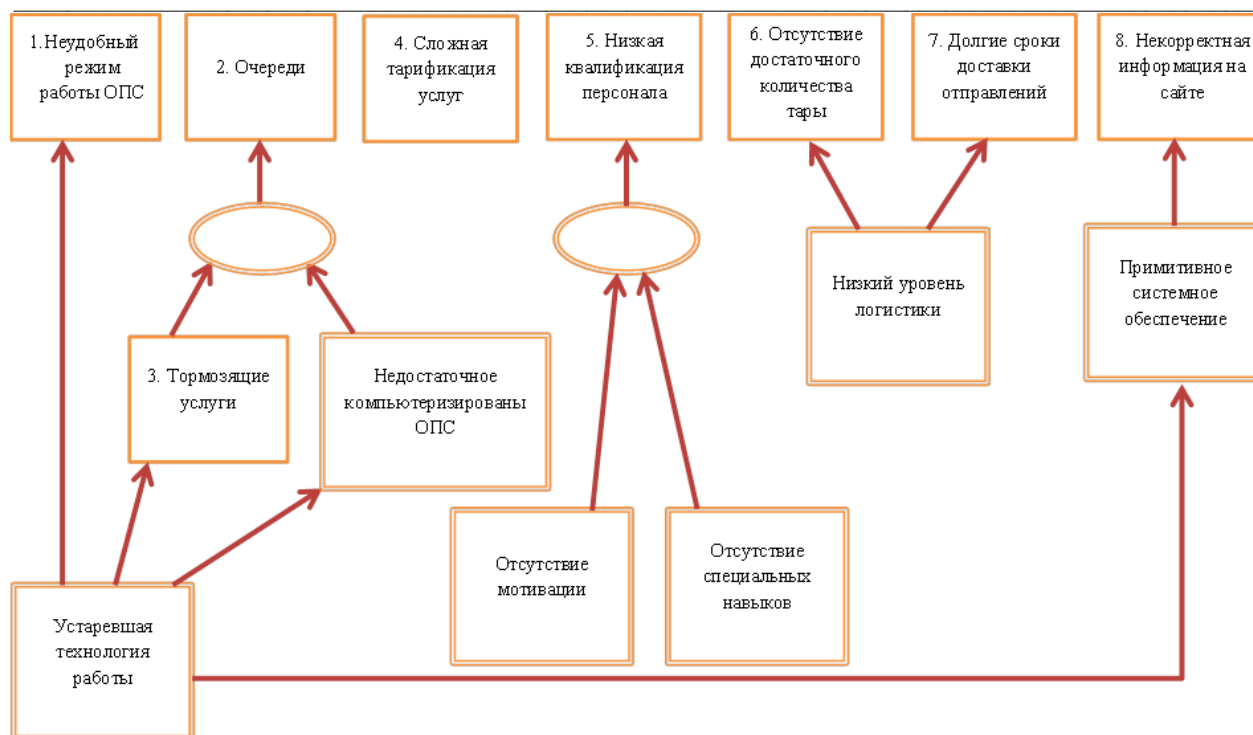 1.Неудобный
режим
работы ОПС
2. Очереди
4. Сложная
тарификация
услуг
5. Низкая
квалификация
персонала
6. Отсутствие
достаточного
количества
тары
7. Долгие сроки
доставки
отправлений
8. Некорректная
информация на
сайте
Низкий уровень
логистики
Примитивное
системное
обеспечение
3. Тормозящие
услуги
Недостаточное
компьютеризированы
ОПС
Отсутствие
мотивации
Отсутствие
специальных
навыков
Устаревшая
технология
работы